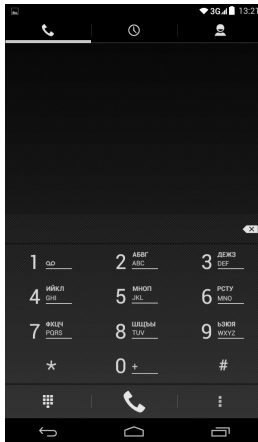 3G 13:21
1
2 АБВГ ABC
3 ДЕЖЗ DEF
4 ИЙКЛ GHI
5 МНОП JKL
6 РСТУ MNO
7 ФХЦЧ PQRS
8 ШЩЪЫ TUV
9 ЬЭЮЯ WXYZ
* 0 + #